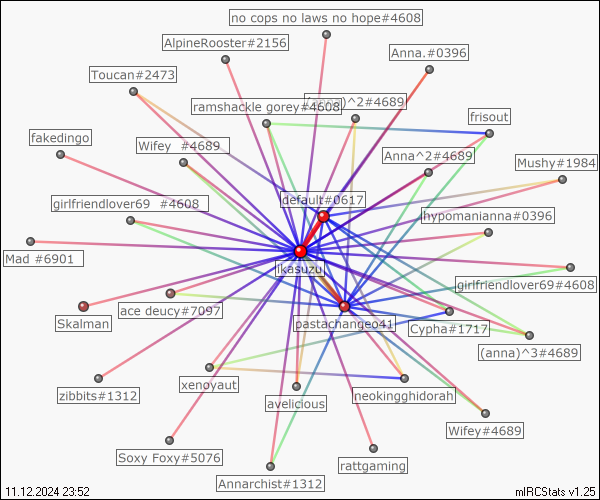 no cops no laws no hope#4608
AlpineRooster#2156
Anna.#0396
Toucan#2473
ramshackle gorey#4608
(anna)^2#4689
frisout
fakedingo
Wifey #4689
Anna^2#4689
Mushy#1984
girlfriendlover69 #4608
default#0617
hypomanianna#0396
Mad #6901
likasuzu
girlfriendlover69#4608
Skalman
ace deucy#7097
pastachangeo41
Cypha#1717
(anna)^3#4689
zibbits#1312
xenoyaut
avelicious
neokingghidorah
Wifey#4689
Soxy Foxy#5076
rattgaming
Annarchist#1312
11.12.2024 23:52
mIRCStats v1.25